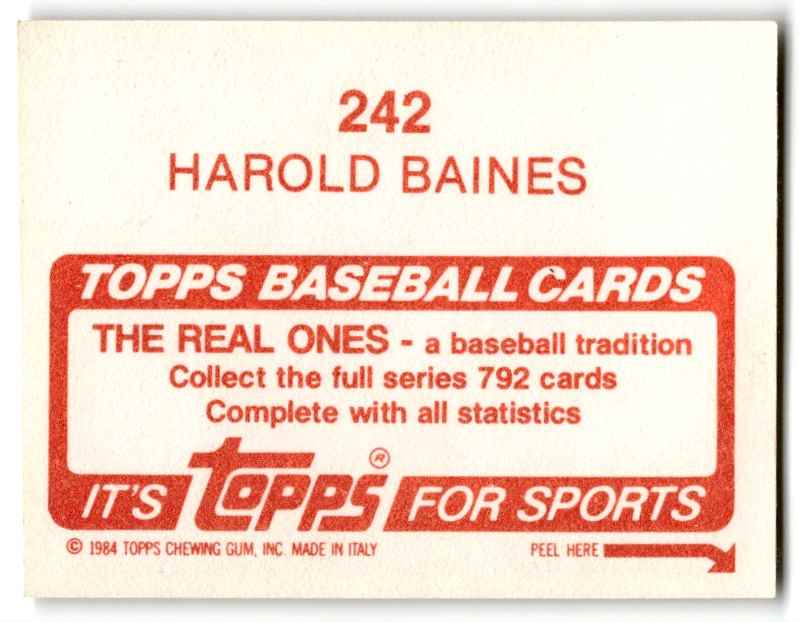 242
HAROLD BAINES
TOPPS BASEBALL CARDS
THE REAL ONES - a baseball tradition
Collect the full series 792 cards
Complete with all statistics
IT'S topps® FOR SPORTS
© 1984 TOPPS CHEWING GUM, INC. MADE IN ITALY PEEL HERE